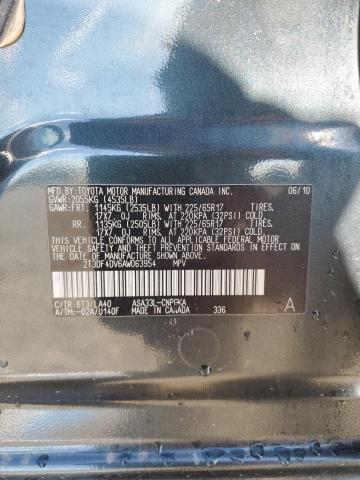 MFD.BY:TOYOTA MOTOR MANUFACTURING CANADA INC. 06/10
GVWR:2055KG (4535LB)
GAWR:FRT. 1145KG (2535LB) WITH 225/65R17 TIRES,
17X7.0J RIMS, AT 220KPA (32PSI) COLD.
RR. 1135KG (2505LB) WITH 225/65R17 TIRES,
17X7.0J RIMS, AT 220KPA (32PSI) COLD.
THIS VEHICLE CONFORMS TO ALL APPLICABLE FEDERAL MOTOR
VEHICLE SAFETY AND STANDARDS IN EFFECT ON THE DATE OF
MANUFACTURE SHOWN ABOVE.
2T3DF4DV6AW063954 MPV
C/TR:6T3/LA40 ASA33L-CNPFKA A
A/TM:-02A/U140F MADE IN CANADA 336